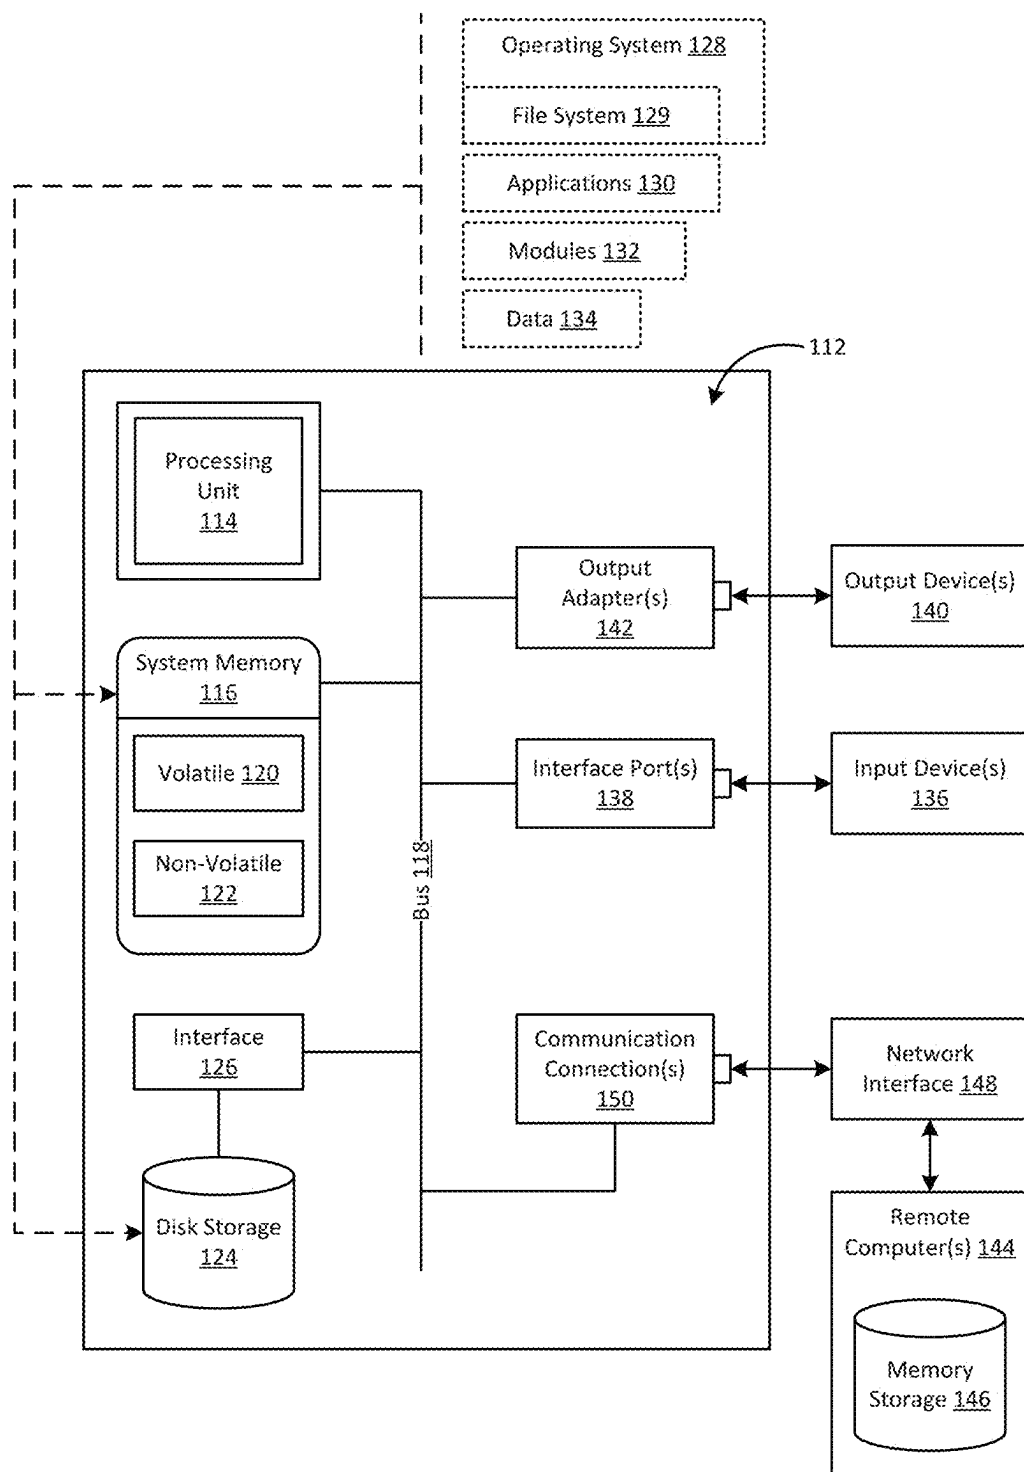 Operating System 128
File System 129
Applications 130
Modules 132
Data 134
112
Processing
Unit
114
Output
Adapter(s)
142
Output Device(s)
140
System Memory
116
Volatile 120
Non-Volatile
122
Interface Port(s)
138
Input Device(s)
136
Bus 118
Interface
126
Communication
Connection(s)
150
Network
Interface 148
Disk Storage
124
Remote
Computer(s) 144
Memory
Storage 146